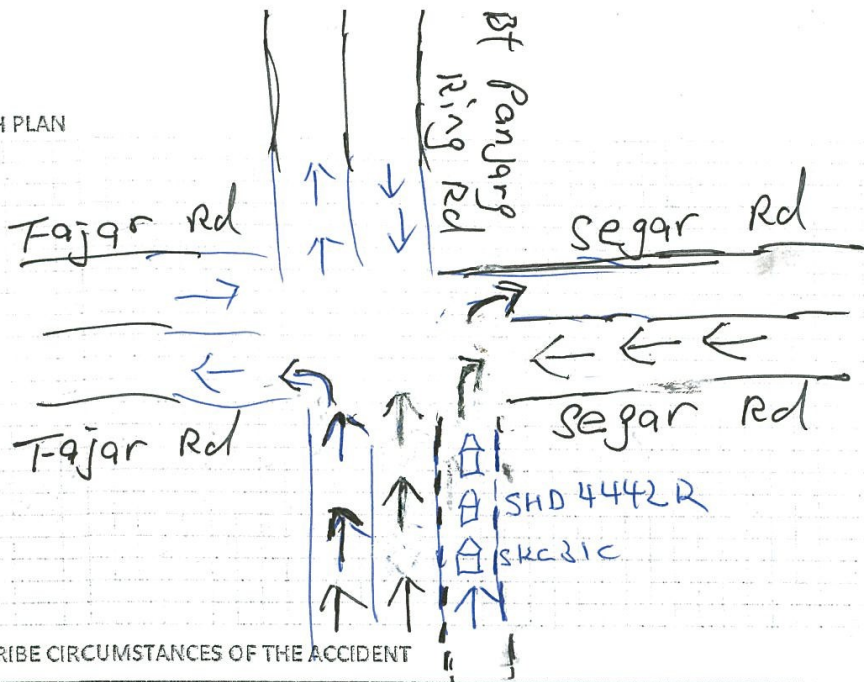 H PLAN
Bt Panjang
Ring Rd
Fajar Rd
Segar Rd
Fajar Rd
Segar Rd
SHD 4442R
SKC31C
RIBE CIRCUMSTANCES OF THE ACCIDENT